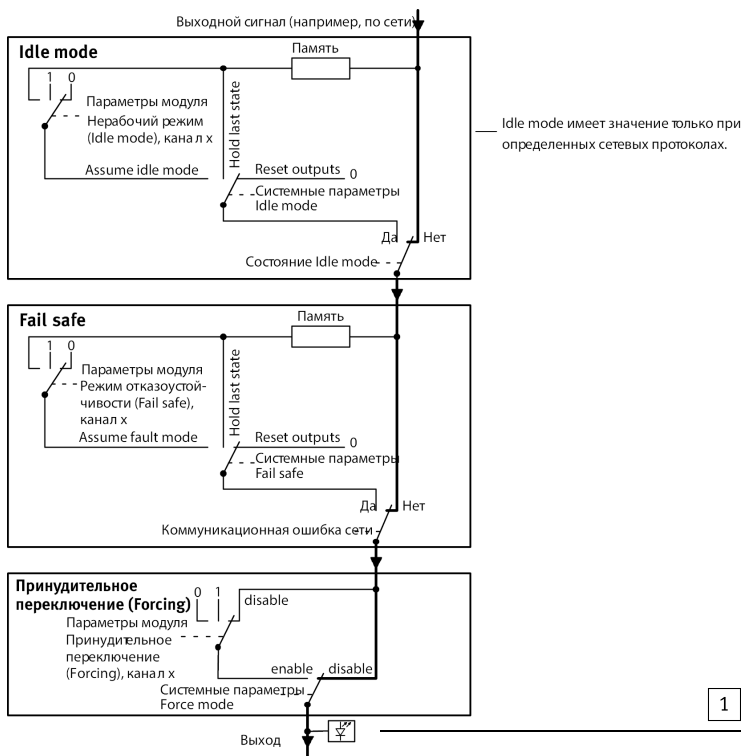 Выходной сигнал (например, по сети)
Idle mode
Память
1 0
Параметры модуля
Нерабочий режим
(Idle mode), канал x
Hold last state
Assume idle mode
Reset outputs 0
Системные параметры
Idle mode
Да Нет
Состояние Idle mode
Idle mode имеет значение только при
определенных сетевых протоколах.
Fail safe
Память
1 0
Параметры модуля
Режим отказоустой-
чивости (Fail safe),
канал x
Hold last state
Assume fault mode
Reset outputs 0
Системные параметры
Fail safe
Да Нет
Коммуникационная ошибка сети
Принудительное
переключение (Forcing)
0 1
disable
Параметры модуля
Принудительное
переключение
(Forcing), канал x
enable disable
Системные параметры
Force mode
1
Выход